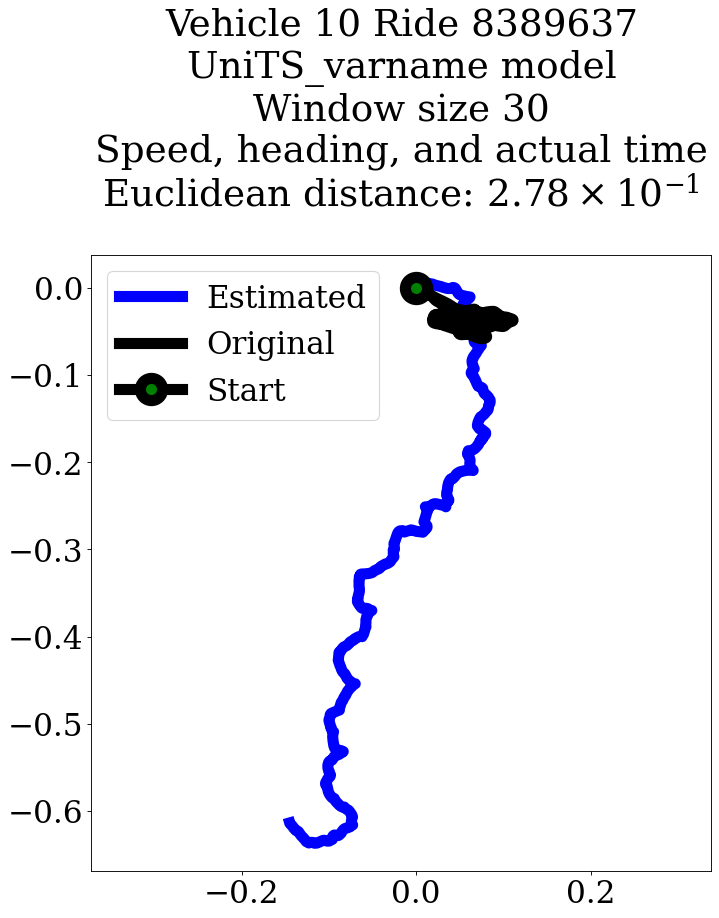 Vehicle 10 Ride 8389637
UniTS_varname model
Window size 30
Speed, heading, and actual time
Euclidean distance: 2.78 × 10⁻¹
Estimated
Original
Start
0.0
−0.1
−0.2
−0.3
−0.4
−0.5
−0.6
−0.2 0.0 0.2